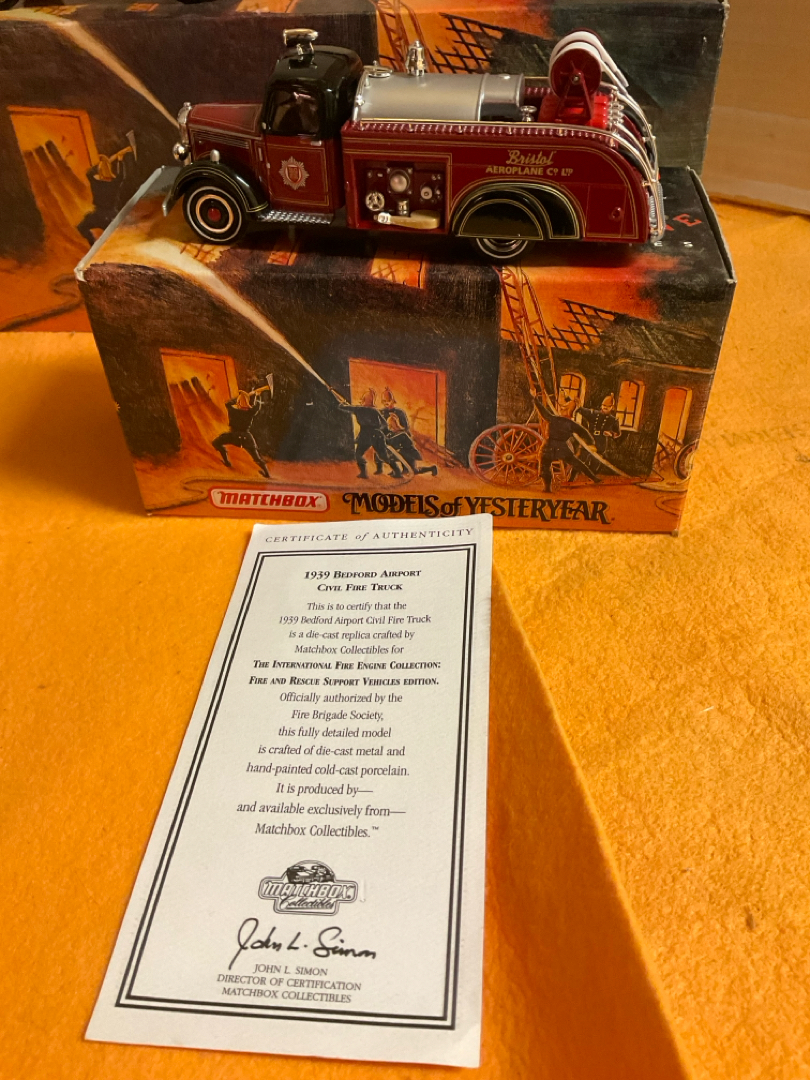 Bristol
AEROPLANE Co LTD
MATCHBOX MODELS of YESTERYEAR
CERTIFICATE of AUTHENTICITY
1939 BEDFORD AIRPORT
CIVIL FIRE TRUCK
This is to certify that the
1939 Bedford Airport Civil Fire Truck
is a die-cast replica crafted by
Matchbox Collectibles for
THE INTERNATIONAL FIRE ENGINE COLLECTION:
FIRE AND RESCUE SUPPORT VEHICLES EDITION.
Officially authorized by the
Fire Brigade Society,
this fully detailed model
is crafted of die-cast metal and
hand-painted cold-cast porcelain.
It is produced by—
and available exclusively from—
Matchbox Collectibles.™
MATCHBOX
Collectibles
John L. Simon
JOHN L. SIMON
DIRECTOR OF CERTIFICATION
MATCHBOX COLLECTIBLES